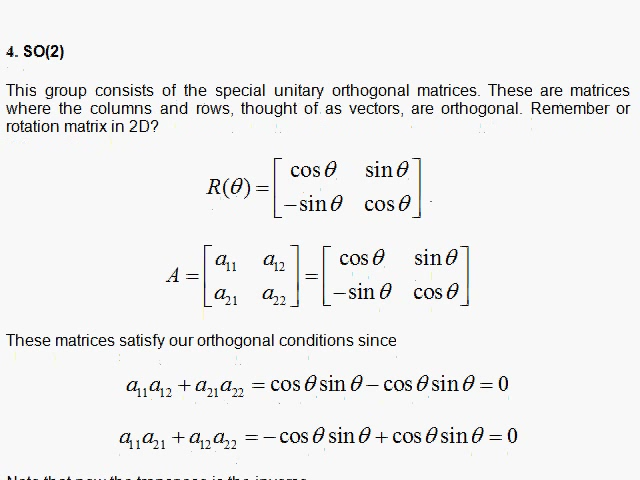 4. SO(2)
This group consists of the special unitary orthogonal matrices. These are matrices
where the columns and rows, thought of as vectors, are orthogonal. Remember or
rotation matrix in 2D?
R(θ) = [ cos θ  sin θ
−sin θ  cos θ ] .
A = [ a₁₁  a₁₂ = [ cos θ  sin θ
a₂₁  a₂₂ ]  −sin θ  cos θ ]
These matrices satisfy our orthogonal conditions since
a₁₁a₁₂ + a₂₁a₂₂ = cos θ sin θ − cos θ sin θ = 0
a₁₁a₂₁ + a₁₂a₂₂ = − cos θ sin θ + cos θ sin θ = 0